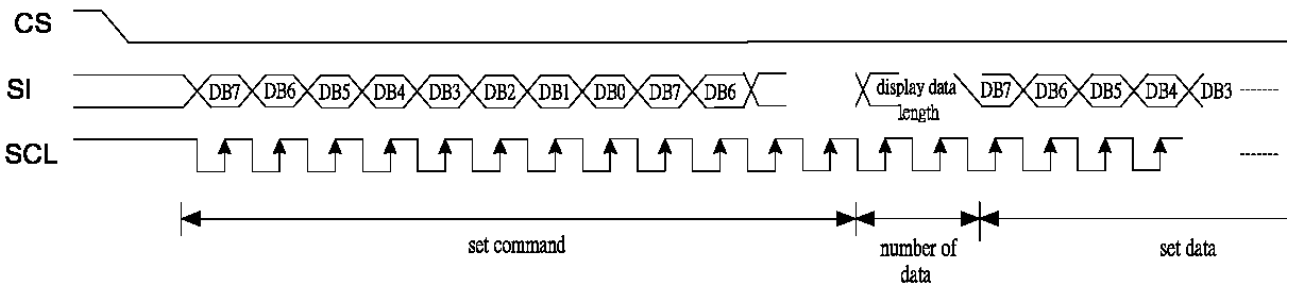 CS
SI DB7 DB6 DB5 DB4 DB3 DB2 DB1 DB0 DB7 DB6 display data length DB7 DB6 DB5 DB4 DB3
SCL
set command number of data set data